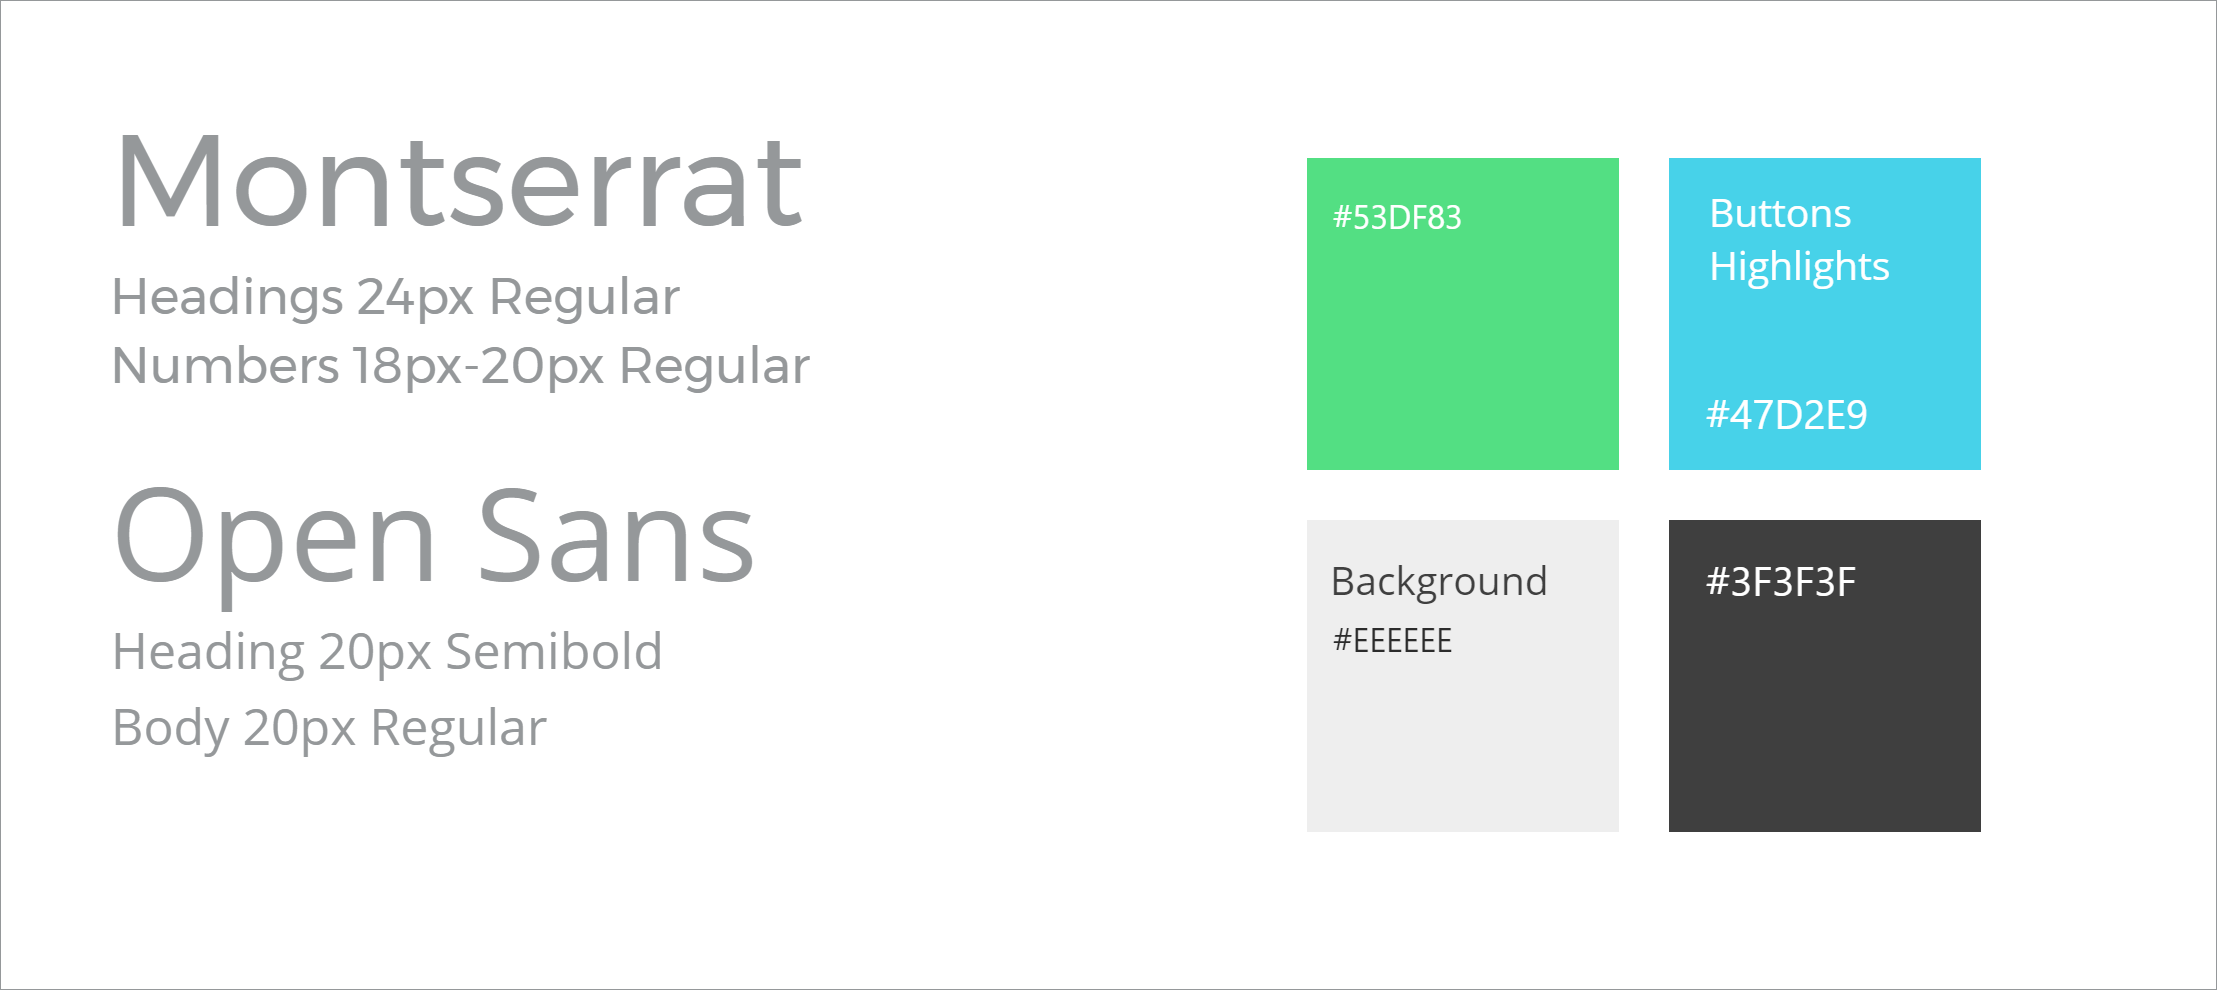 Montserrat
Headings 24px Regular
Numbers 18px-20px Regular
Open Sans
Heading 20px Semibold
Body 20px Regular
#53DF83
Buttons
Highlights
#47D2E9
Background
#EEEEEE
#3F3F3F